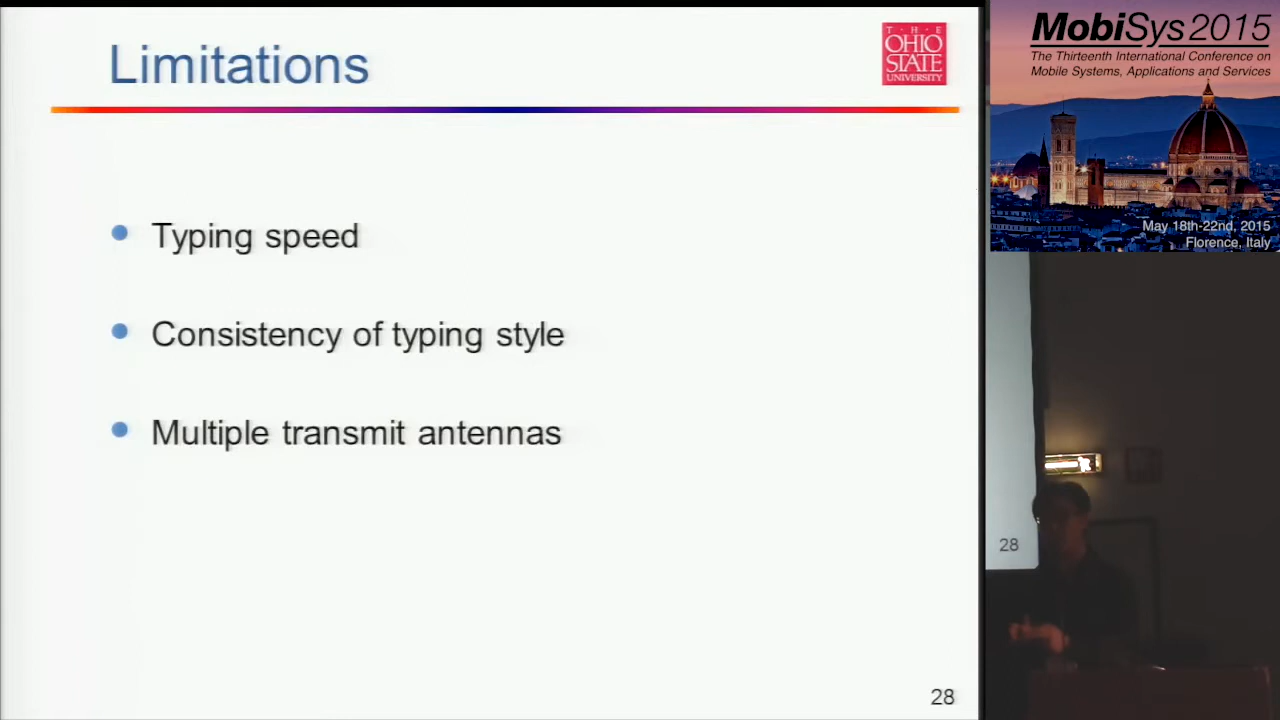 Limitations
T · H · E
OHIO
STATE
UNIVERSITY
Typing speed
Consistency of typing style
Multiple transmit antennas
28
MobiSys 2015
The Thirteenth International Conference on
Mobile Systems, Applications and Services
May 18th-22nd, 2015
Florence, Italy
28